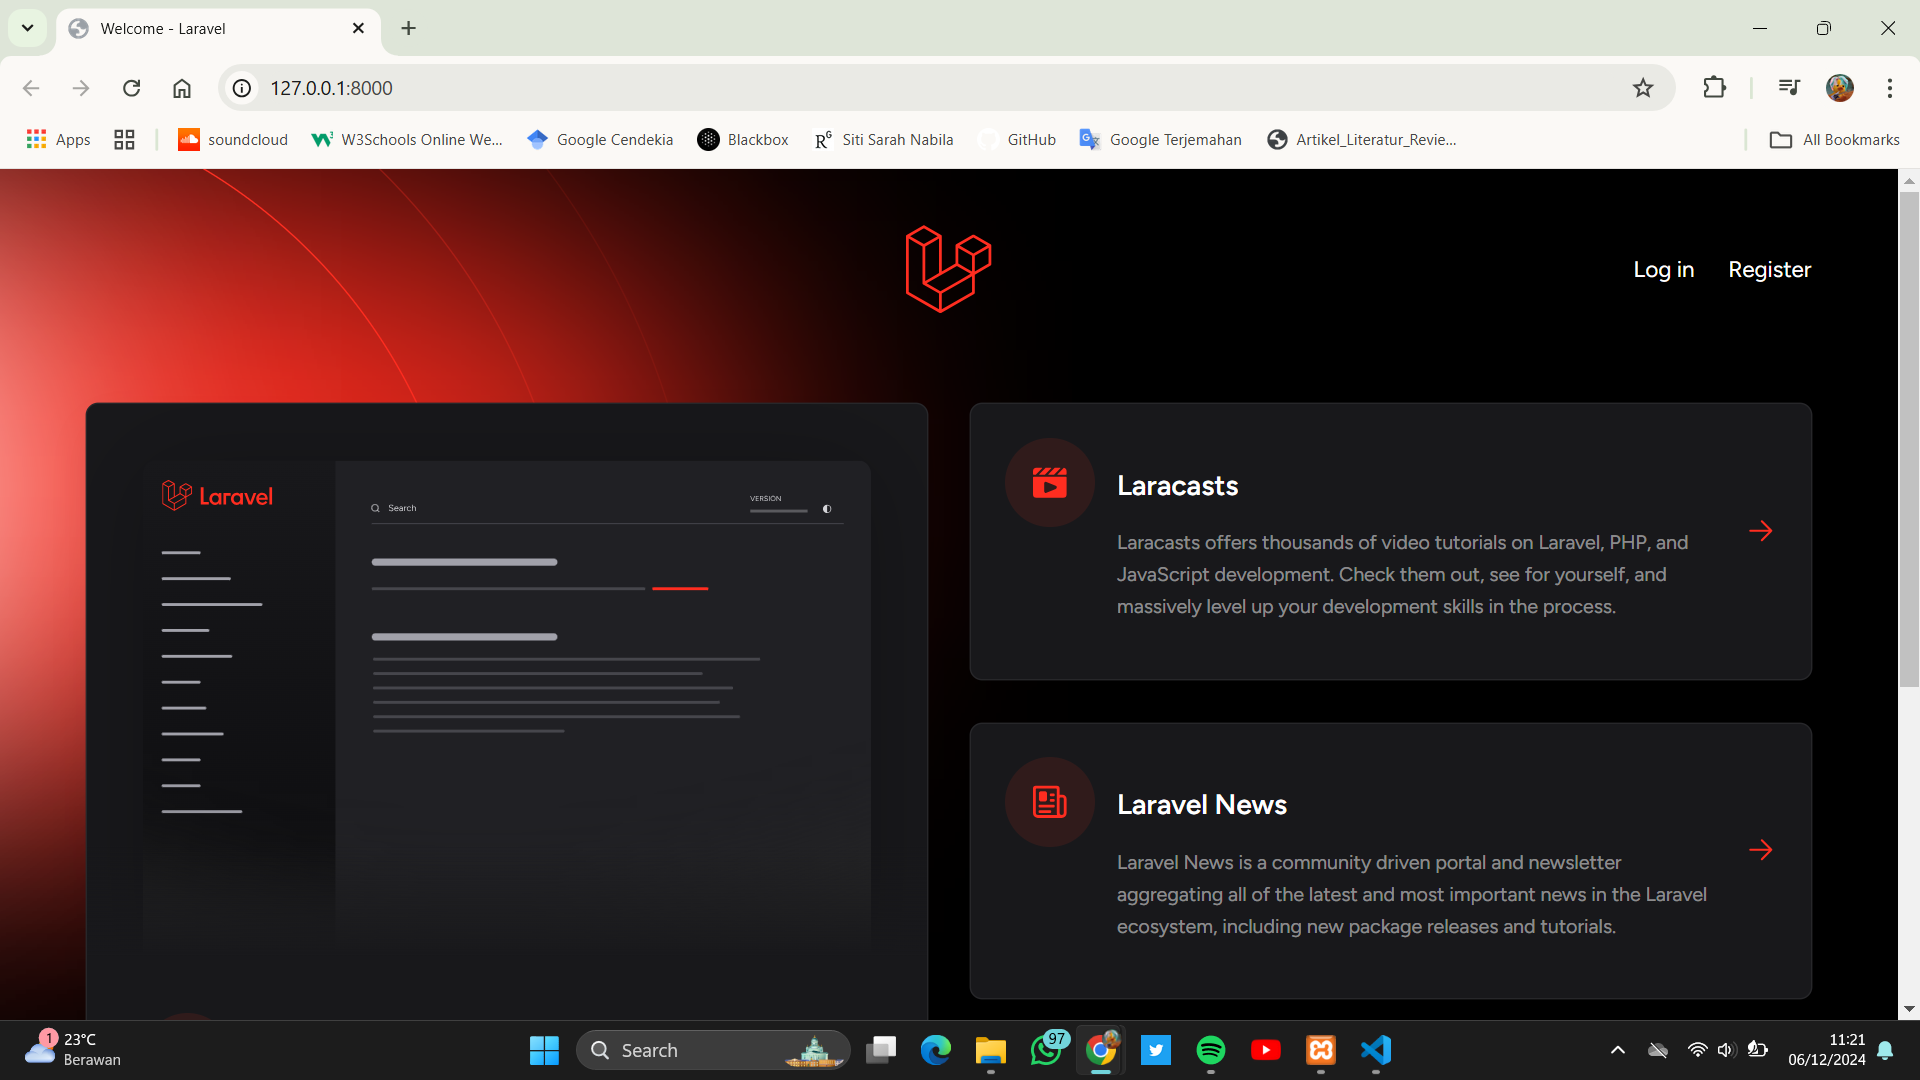 Welcome - Laravel
127.0.0.1:8000
Apps
soundcloud
W3Schools Online We...
Google Cendekia
Blackbox
Siti Sarah Nabila
GitHub
Google Terjemahan
Artikel_Literatur_Revie...
All Bookmarks
Log in
Register
Laravel
Search
VERSION
Laracasts
Laracasts offers thousands of video tutorials on Laravel, PHP, and
JavaScript development. Check them out, see for yourself, and
massively level up your development skills in the process.
Laravel News
Laravel News is a community driven portal and newsletter
aggregating all of the latest and most important news in the Laravel
ecosystem, including new package releases and tutorials.
1
23°C
Berawan
Search
97
11:21
06/12/2024